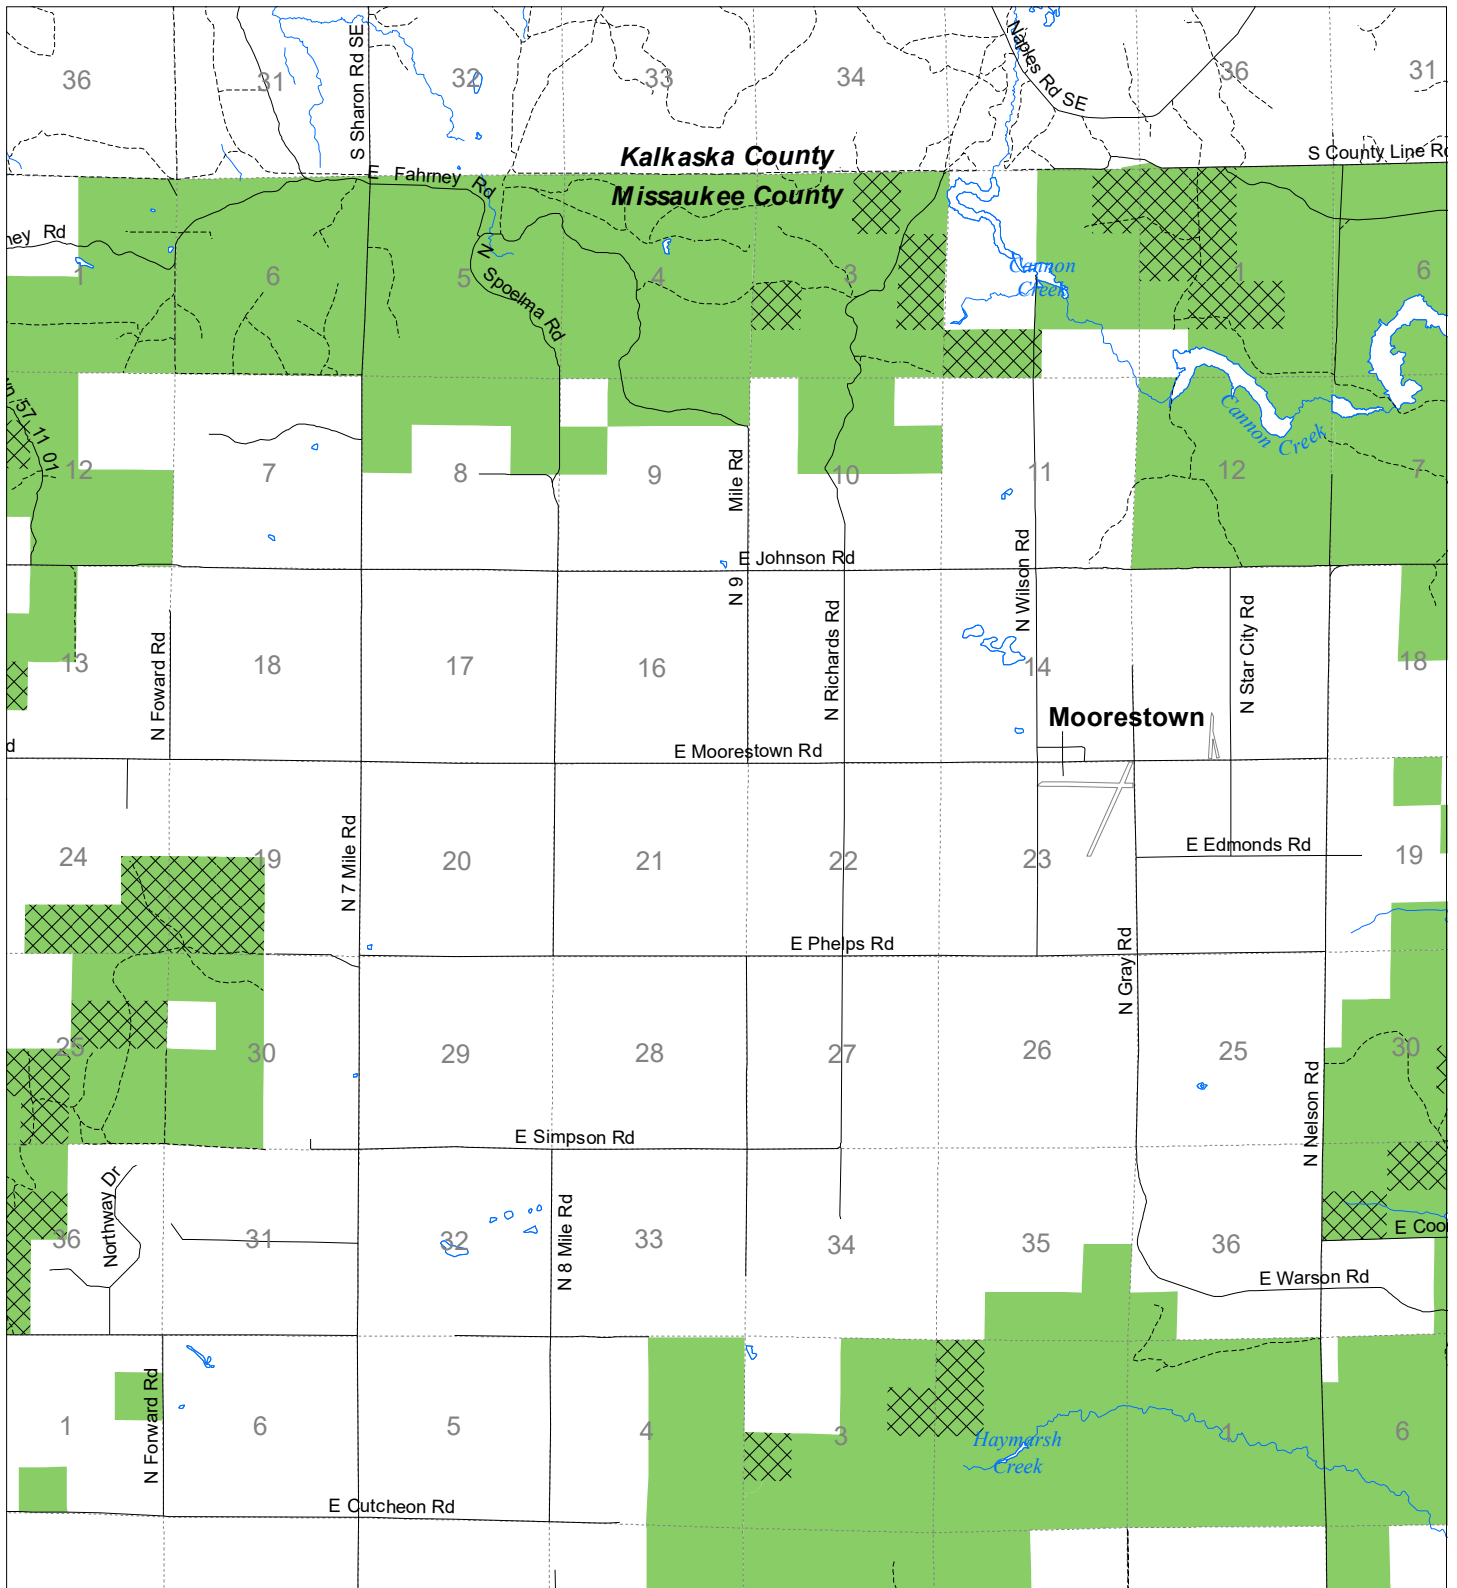 36
31
S Sharon Rd SE
32
33
34
Naples Rd SE
36
31
Kalkaska County
Missaukee County
S County Line Rd
E Fahrney Rd
ney Rd
1
6
5
N Spoelma Rd
4
3
Cannon
Creek
1
6
57 11 01
12
7
8
9
N 9 Mile Rd
10
11
12
Cannon Creek
7
E Johnson Rd
N Wilson Rd
13
N Foward Rd
18
17
16
N Richards Rd
14
N Star City Rd
18
Moorestown
d
E Moorestown Rd
24
19
N 7 Mile Rd
20
21
22
23
E Edmonds Rd
19
E Phelps Rd
N Gray Rd
25
30
29
28
27
26
25
30
E Simpson Rd
N Nelson Rd
Northway Dr
36
31
32
N 8 Mile Rd
33
34
35
36
E Coo
E Warson Rd
1
N Forward Rd
6
5
4
3
Haymarsh
Creek
1
6
E Cutcheon Rd